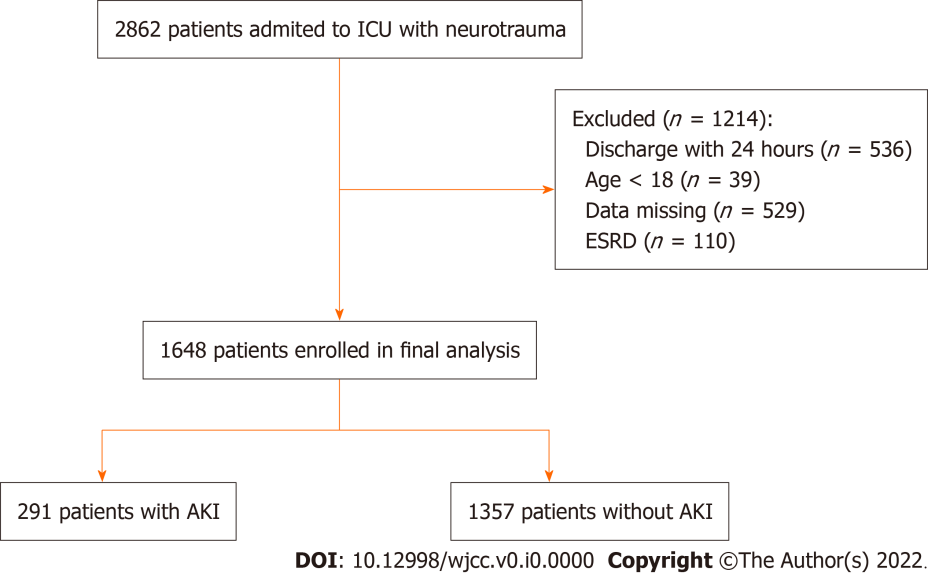 2862 patients admited to ICU with neurotrauma
Excluded (n = 1214):
Discharge with 24 hours (n = 536)
Age < 18 (n = 39)
Data missing (n = 529)
ESRD (n = 110)
1648 patients enrolled in final analysis
291 patients with AKI
1357 patients without AKI
DOI: 10.12998/wjcc.v0.i0.0000 Copyright ©The Author(s) 2022.